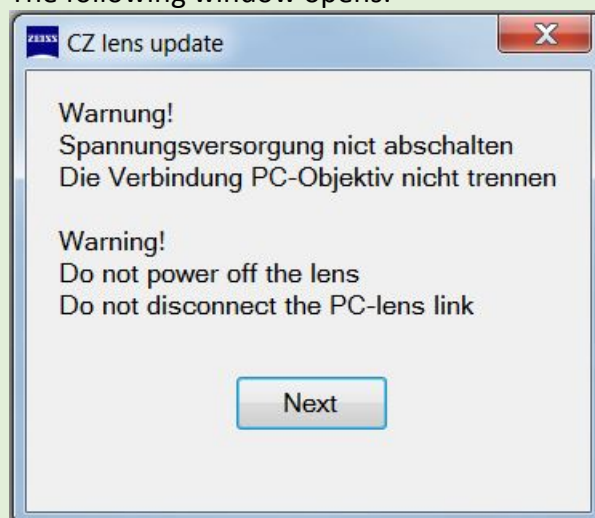 The following window opens:
ZEISS CZ lens update
X
Warnung!
Spannungsversorgung nict abschalten
Die Verbindung PC-Objektiv nicht trennen
Warning!
Do not power off the lens
Do not disconnect the PC-lens link
Next